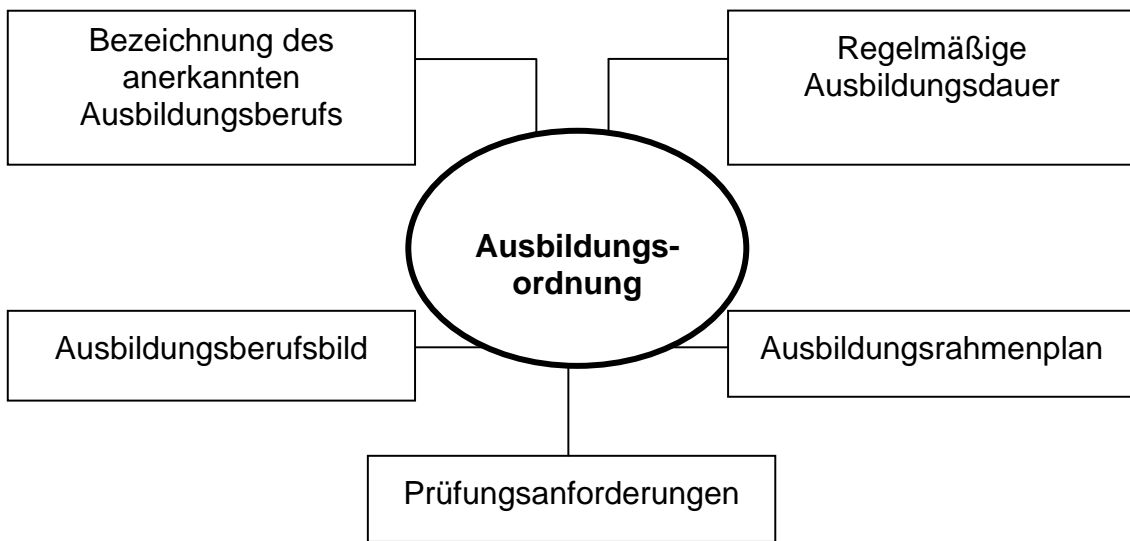 Bezeichnung des
anerkannten
Ausbildungsberufs
Regelmäßige
Ausbildungsdauer
Ausbildungs-
ordnung
Ausbildungsberufsbild
Ausbildungsrahmenplan
Prüfungsanforderungen